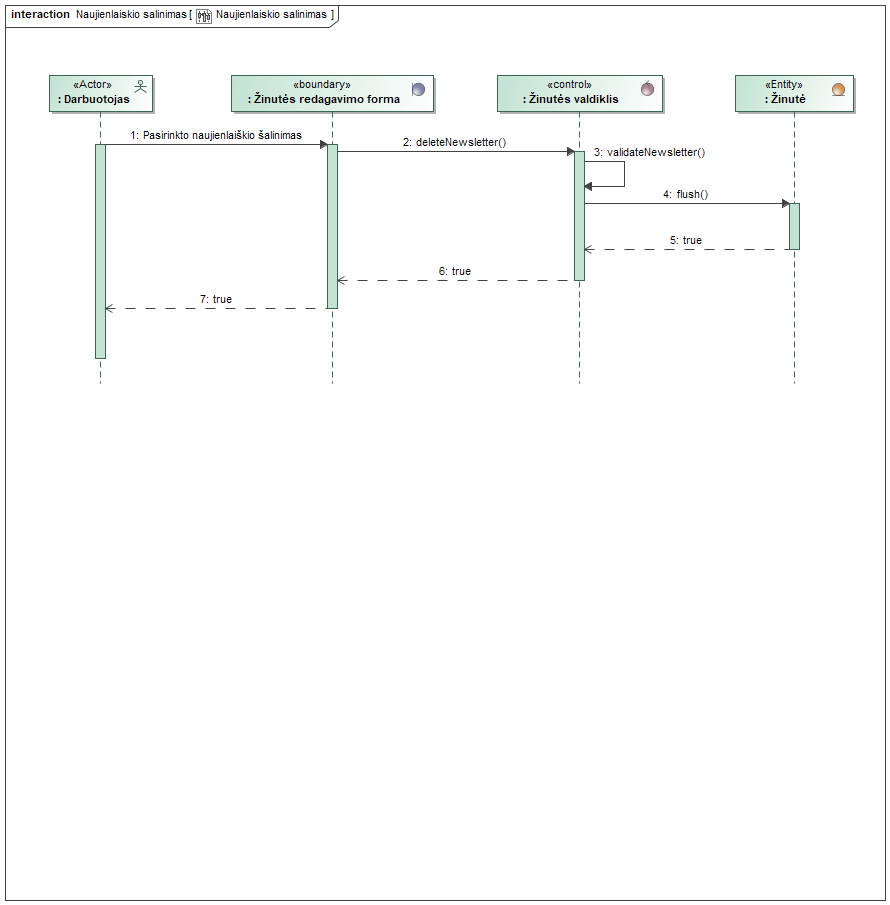 interaction Naujienlaiskio salinimas [ Naujienlaiskio salinimas ]
«Actor»
: Darbuotojas
«boundary»
: Žinutės redagavimo forma
«control»
: Žinutės valdiklis
«Entity»
: Žinutė
1: Pasirinkto naujienlaiškio šalinimas
2: deleteNewsletter()
3: validateNewsletter()
4: flush()
5: true
6: true
7: true